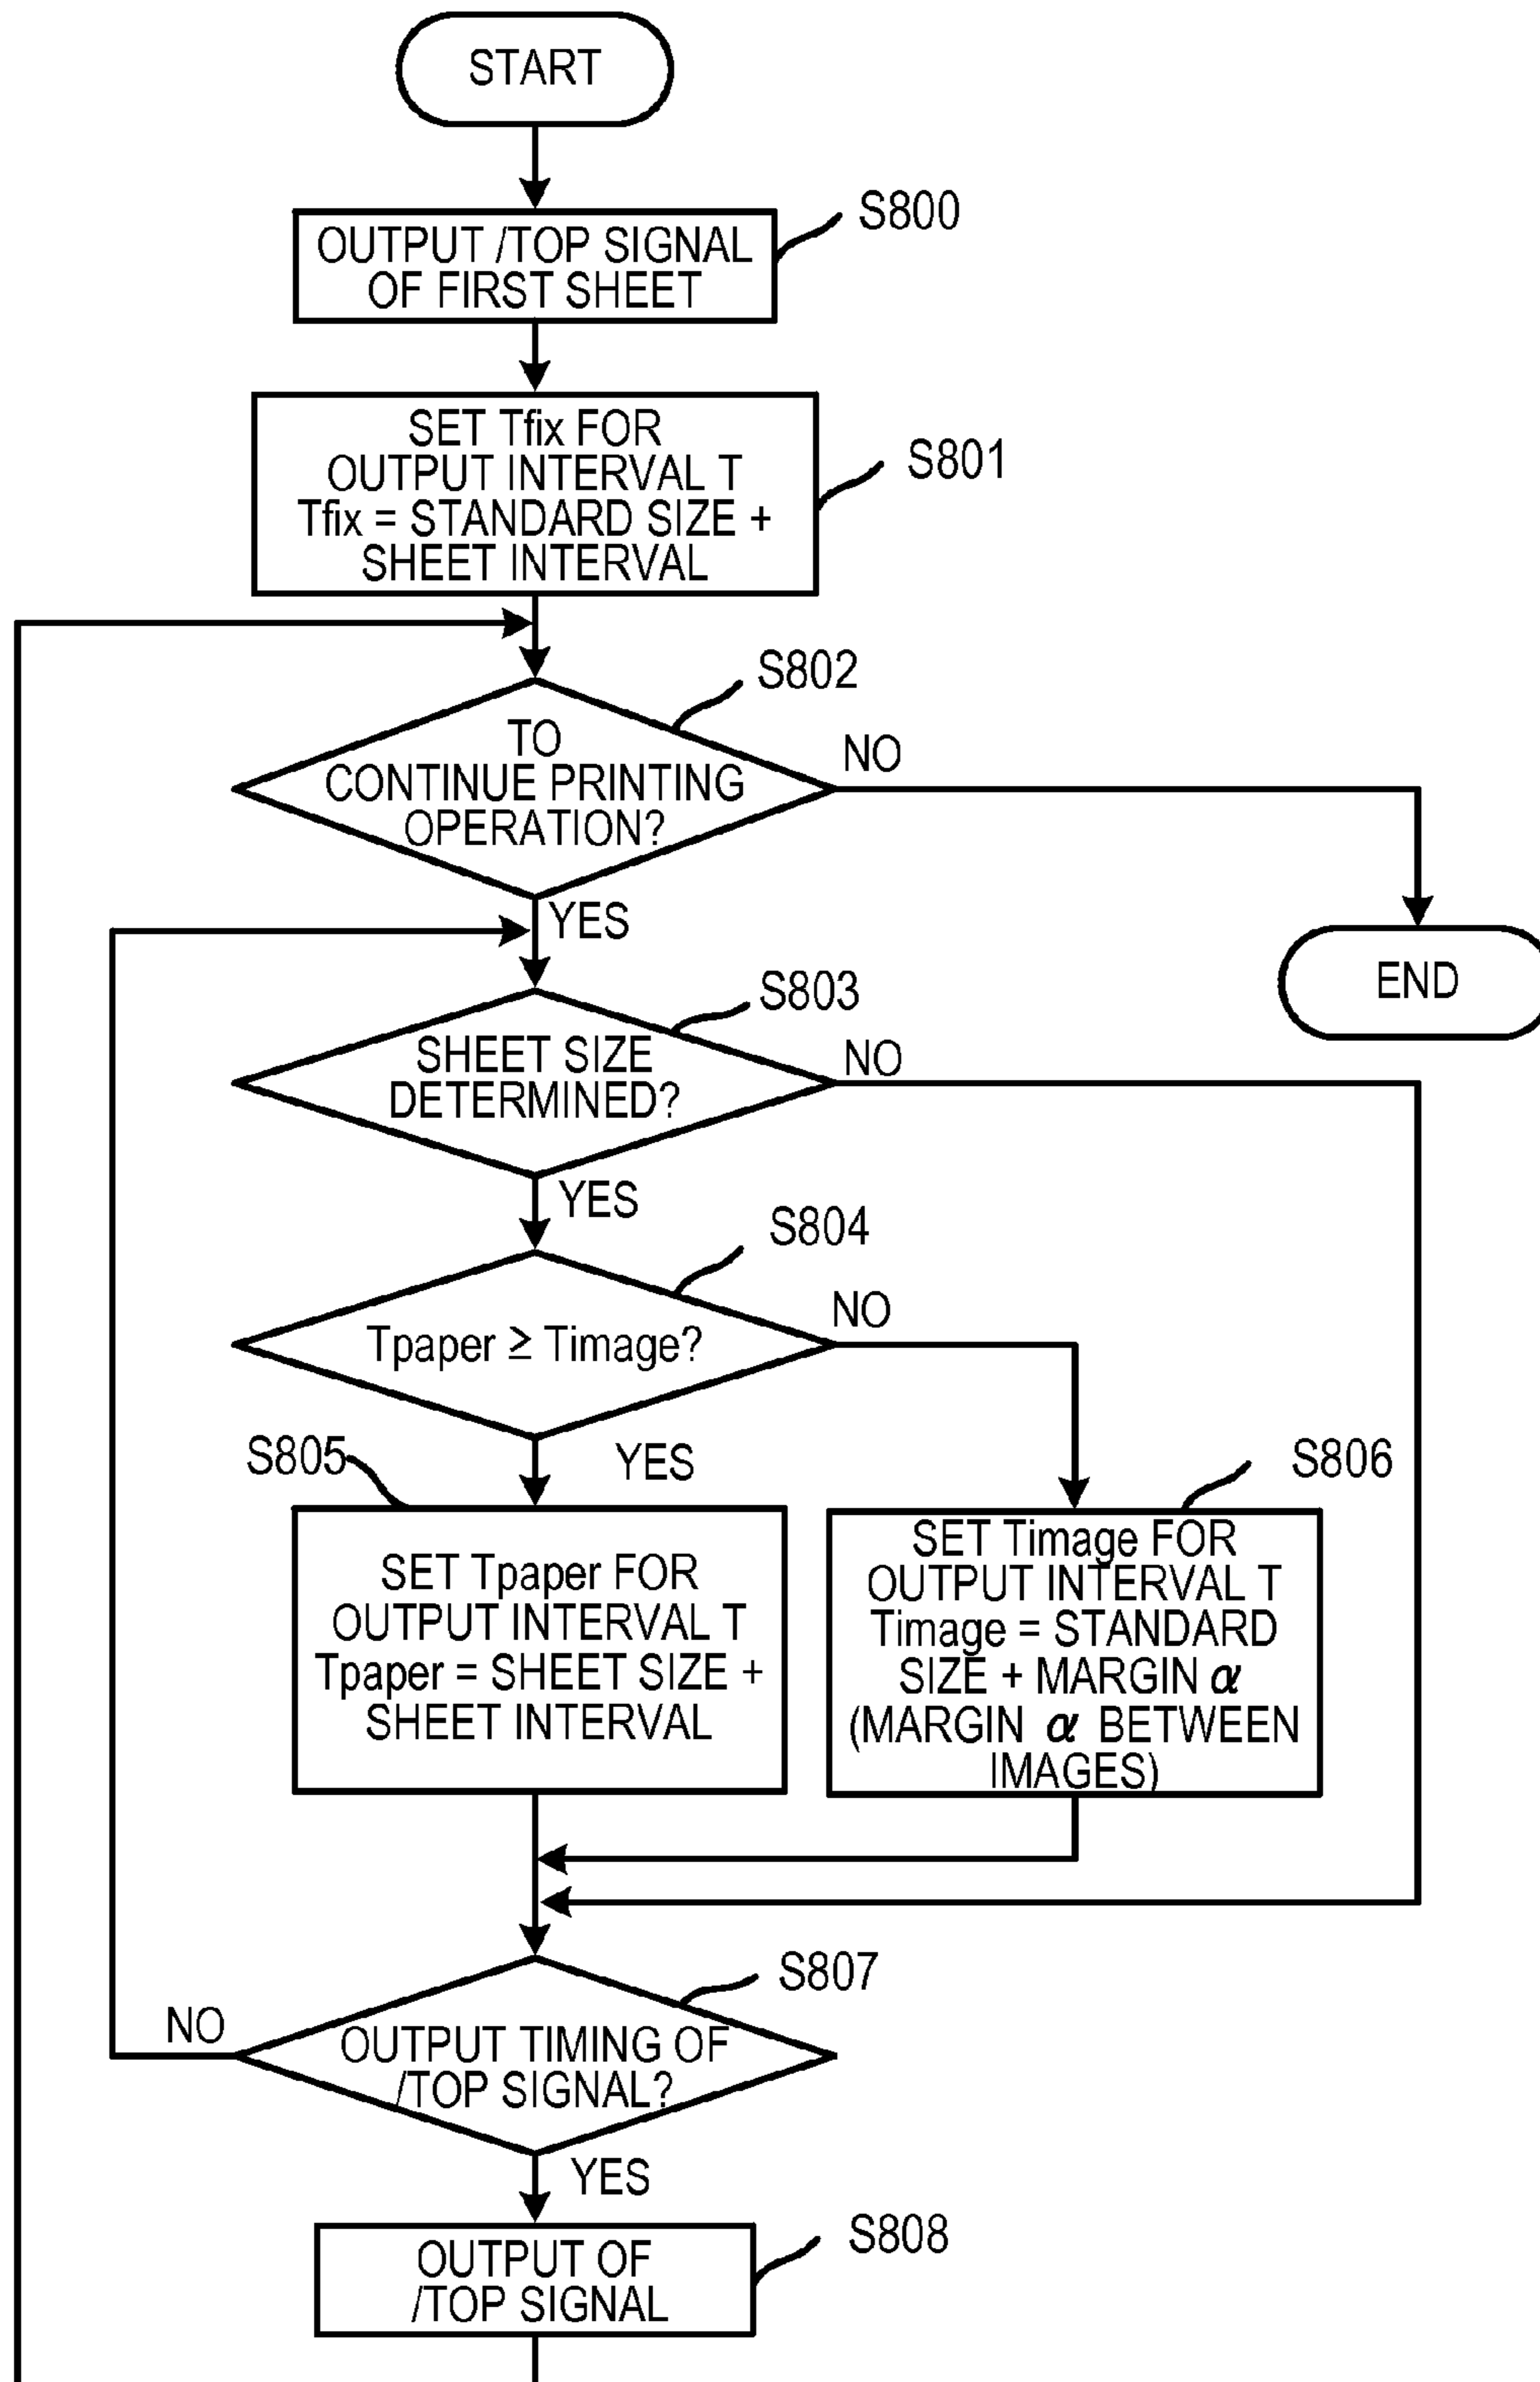 START
S800
OUTPUT /TOP SIGNAL
OF FIRST SHEET
S801
SET Tfix FOR
OUTPUT INTERVAL T
Tfix = STANDARD SIZE +
SHEET INTERVAL
S802
TO
CONTINUE PRINTING
OPERATION?
NO
YES
END
S803
SHEET SIZE
DETERMINED?
NO
YES
S804
Tpaper ≥ Timage?
NO
YES
S805
SET Tpaper FOR
OUTPUT INTERVAL T
Tpaper = SHEET SIZE +
SHEET INTERVAL
S806
SET Timage FOR
OUTPUT INTERVAL T
Timage = STANDARD
SIZE + MARGIN α
(MARGIN α BETWEEN
IMAGES)
S807
OUTPUT TIMING OF
/TOP SIGNAL?
NO
YES
S808
OUTPUT OF
/TOP SIGNAL